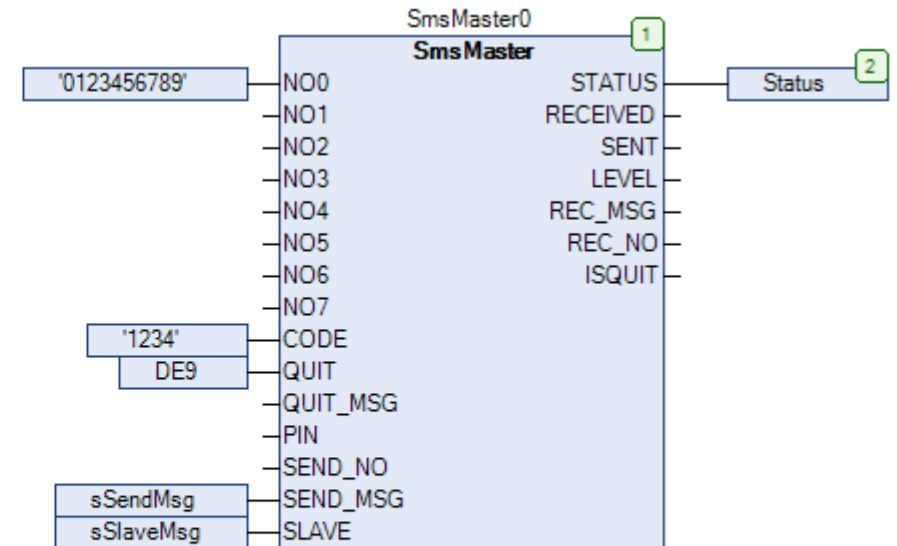 SmsMaster0
1
SmsMaster
'0123456789' NO0 STATUS Status 2
NO1 RECEIVED
NO2 SENT
NO3 LEVEL
NO4 REC_MSG
NO5 REC_NO
NO6 ISQUIT
NO7
'1234' CODE
DE9 QUIT
QUIT_MSG
PIN
SEND_NO
sSendMsg SEND_MSG
sSlaveMsg SLAVE